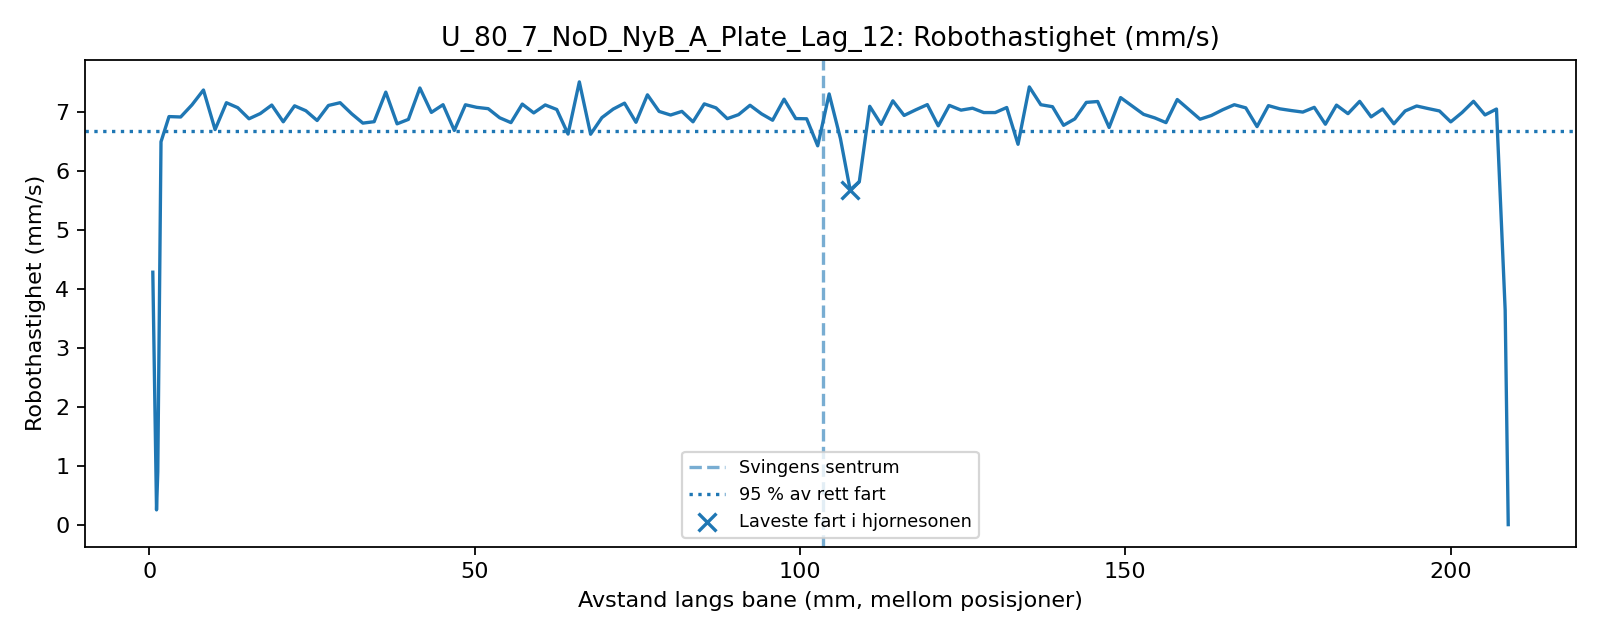 U_80_7_NoD_NyB_A_Plate_Lag_12: Robothastighet (mm/s)
Robothastighet (mm/s)
7
6
5
4
3
2
1
0
Svingens sentrum
95 % av rett fart
Laveste fart i hjornesonen
0 50 100 150 200
Avstand langs bane (mm, mellom posisjoner)